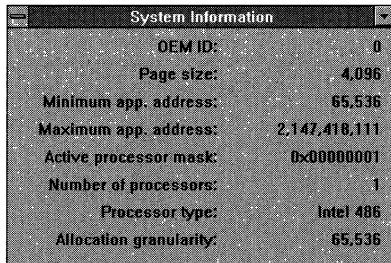 System Information
OEM ID: 0
Page size: 4,096
Minimum app. address: 65,536
Maximum app. address: 2,147,418,111
Active processor mask: 0x00000001
Number of processors: 1
Processor type: Intel 486
Allocation granularity: 65,536